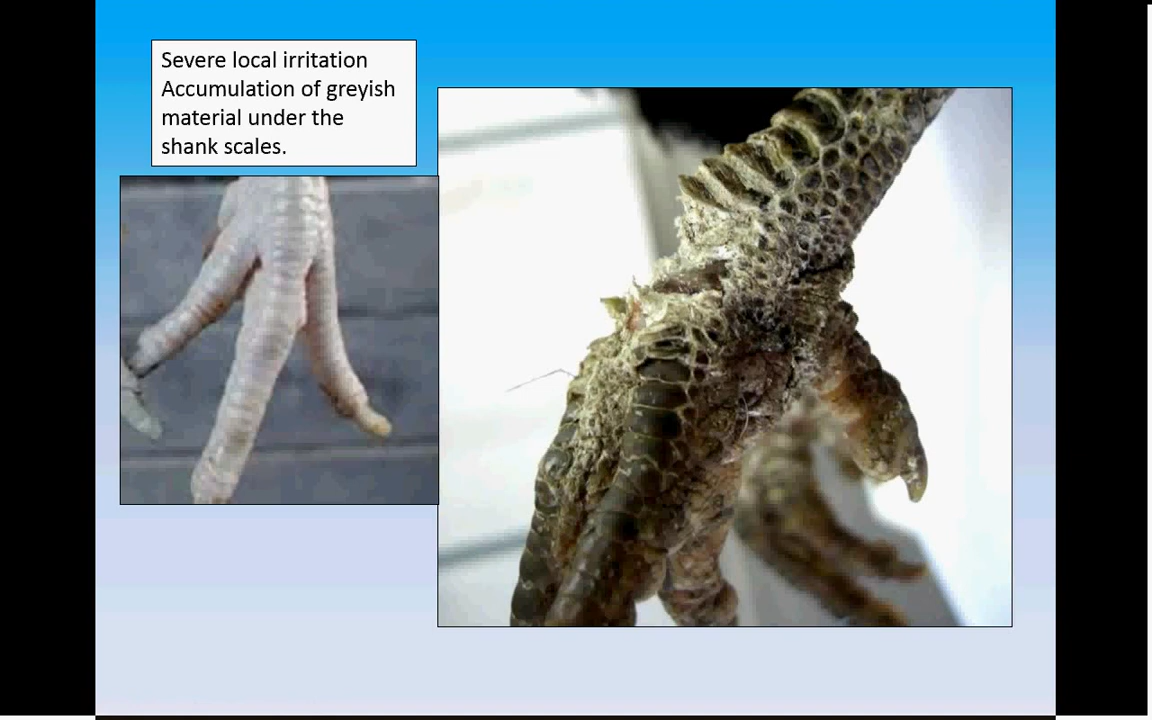 Severe local irritation
Accumulation of greyish
material under the
shank scales.